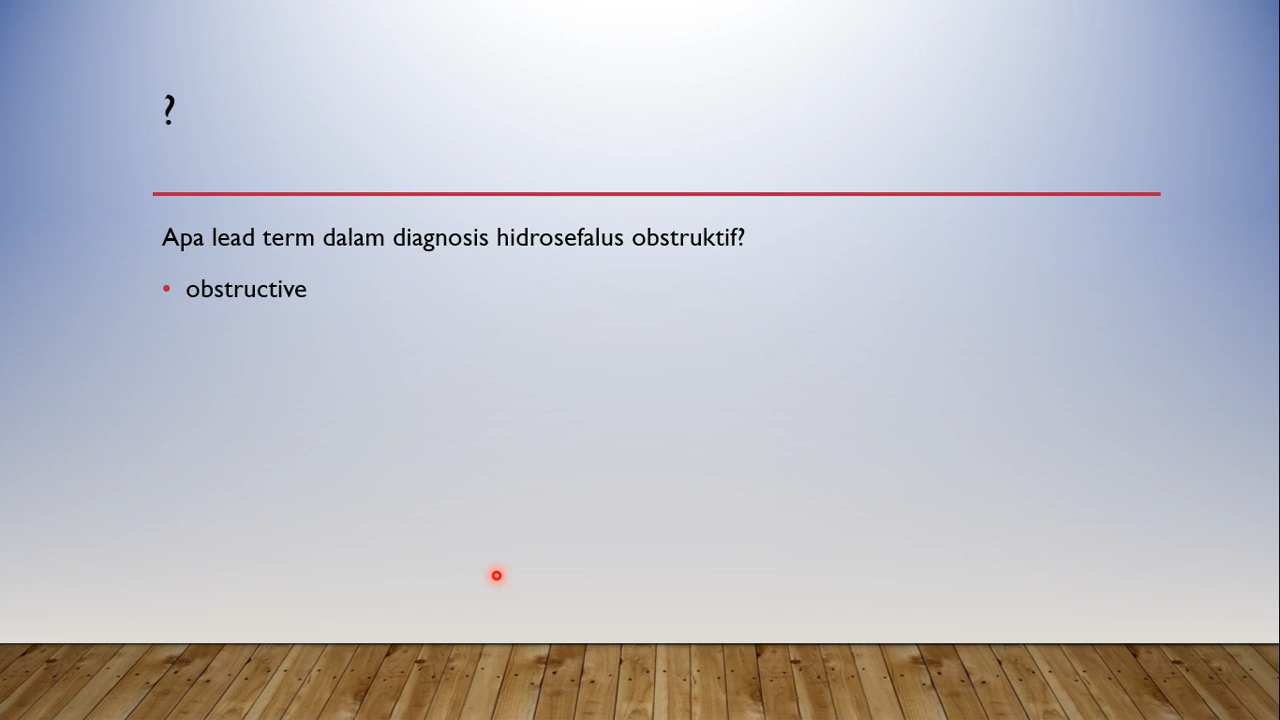 ?
Apa lead term dalam diagnosis hidrosefalus obstruktif?
• obstructive